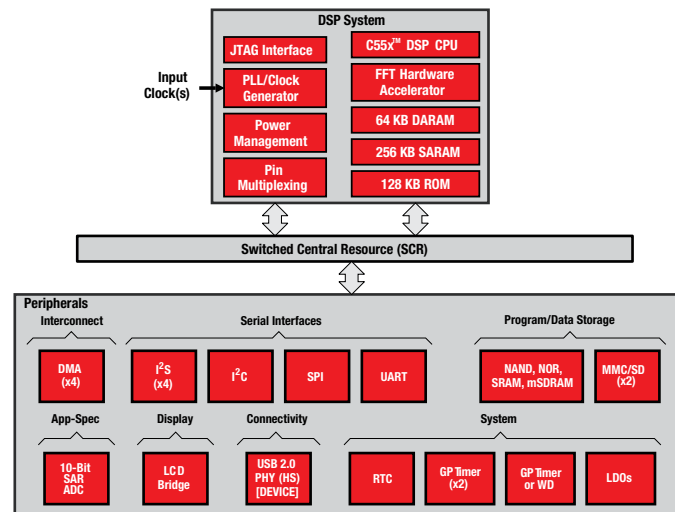 DSP System
JTAG Interface
C55x™ DSP CPU
Input
Clock(s)
PLL/Clock
Generator
FFT Hardware
Accelerator
Power
Management
64 KB DARAM
256 KB SARAM
Pin
Multiplexing
128 KB ROM
Switched Central Resource (SCR)
Peripherals
Interconnect
Serial Interfaces
Program/Data Storage
DMA
(x4)
I²S
(x4)
I²C
SPI
UART
NAND, NOR,
SRAM, mSDRAM
MMC/SD
(x2)
App-Spec
Display
Connectivity
System
10-Bit
SAR
ADC
LCD
Bridge
USB 2.0
PHY (HS)
[DEVICE]
RTC
GP Timer
(x2)
GP Timer
or WD
LDOs